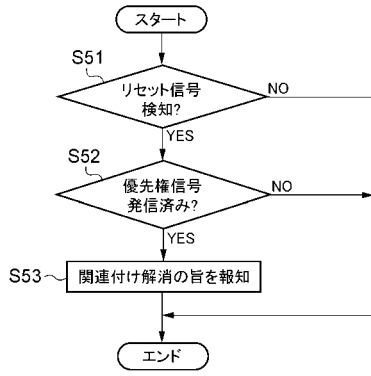 スタート
S51
リセット信号
検知?
NO
YES
S52
優先権信号
発信済み?
NO
YES
S53
関連付け解消の旨を報知
エンド